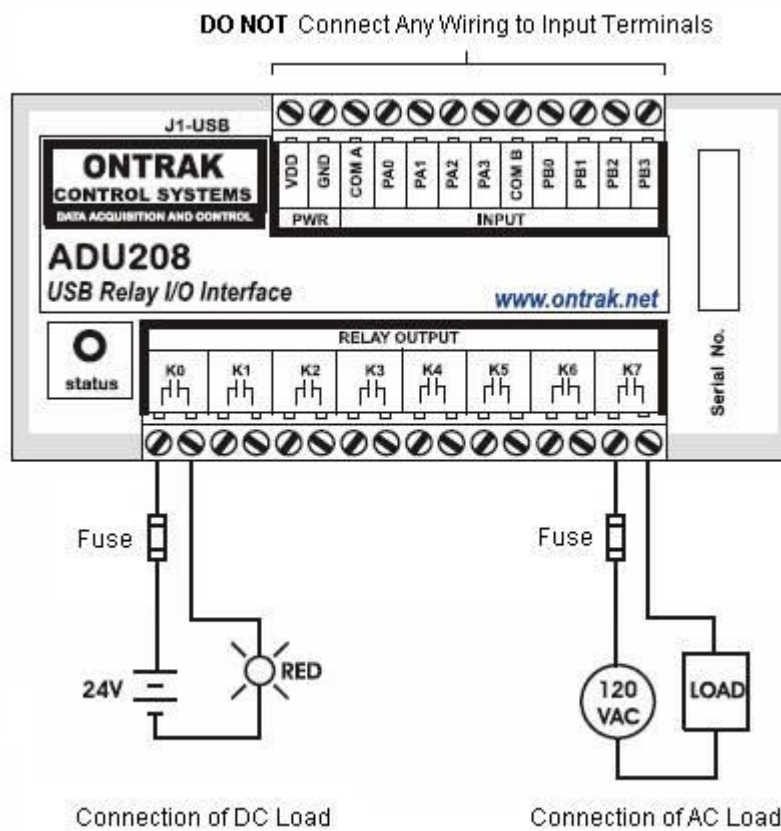 DO NOT Connect Any Wiring to Input Terminals
J1-USB
ONTRAK
CONTROL SYSTEMS
DATA ACQUISITION AND CONTROL
VDD GND COM A PA0 PA1 PA2 PA3 COM B PB0 PB1 PB2 PB3
PWR INPUT
ADU208
USB Relay I/O Interface
www.ontrak.net
Serial No.
status
RELAY OUTPUT
K0 K1 K2 K3 K4 K5 K6 K7
Fuse Fuse
24V RED
120 VAC
LOAD
Connection of DC Load Connection of AC Load